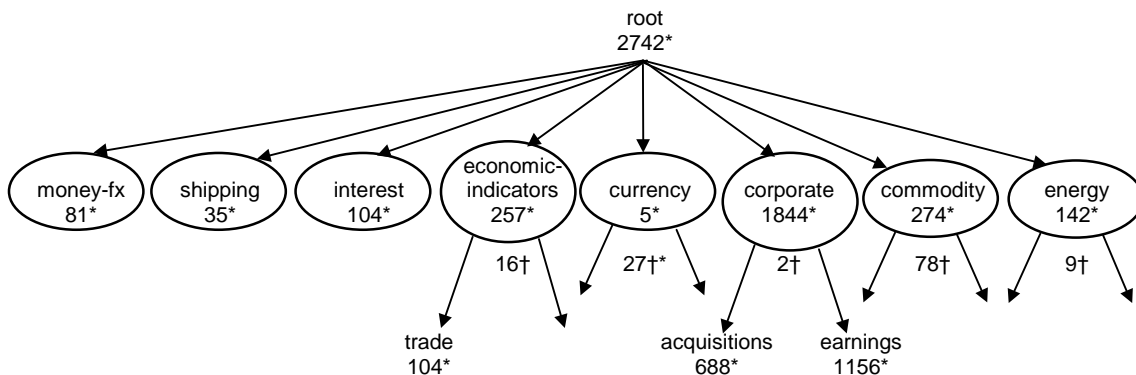 root
2742*
money-fx
81*
shipping
35*
interest
104*
economic-
indicators
257*
currency
5*
corporate
1844*
commodity
274*
energy
142*
16†
27†*
2†
78†
9†
trade
104*
acquisitions
688*
earnings
1156*